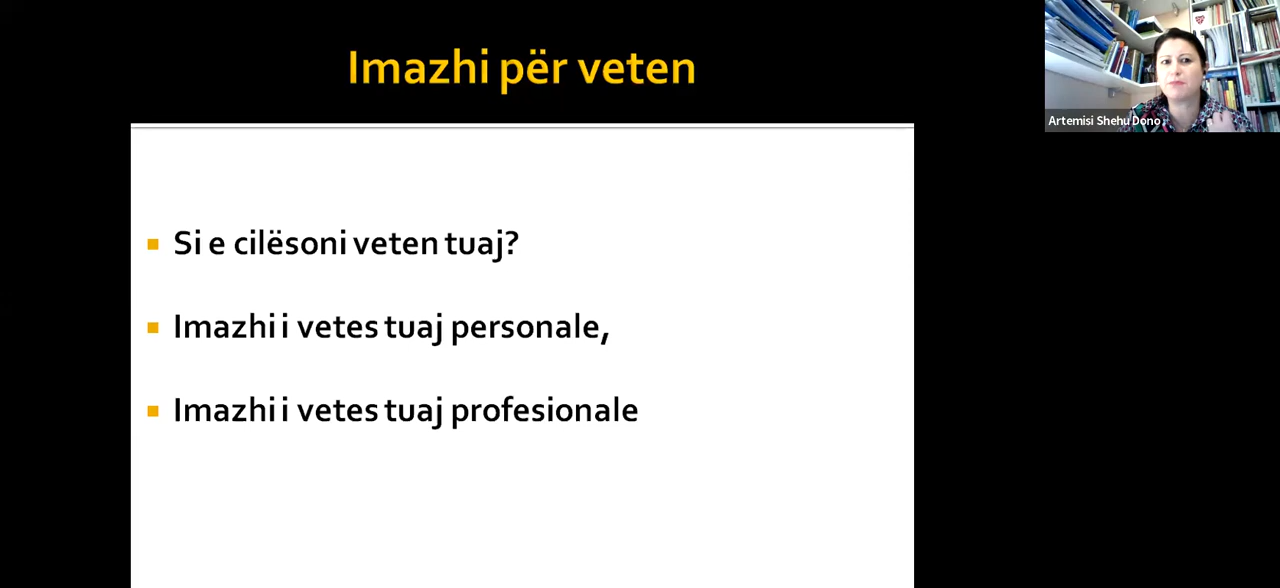 Imazhi për veten
Artemisi Shehu Dono
Si e cilësoni veten tuaj?
Imazhi i vetes tuaj personale,
Imazhi i vetes tuaj profesionale